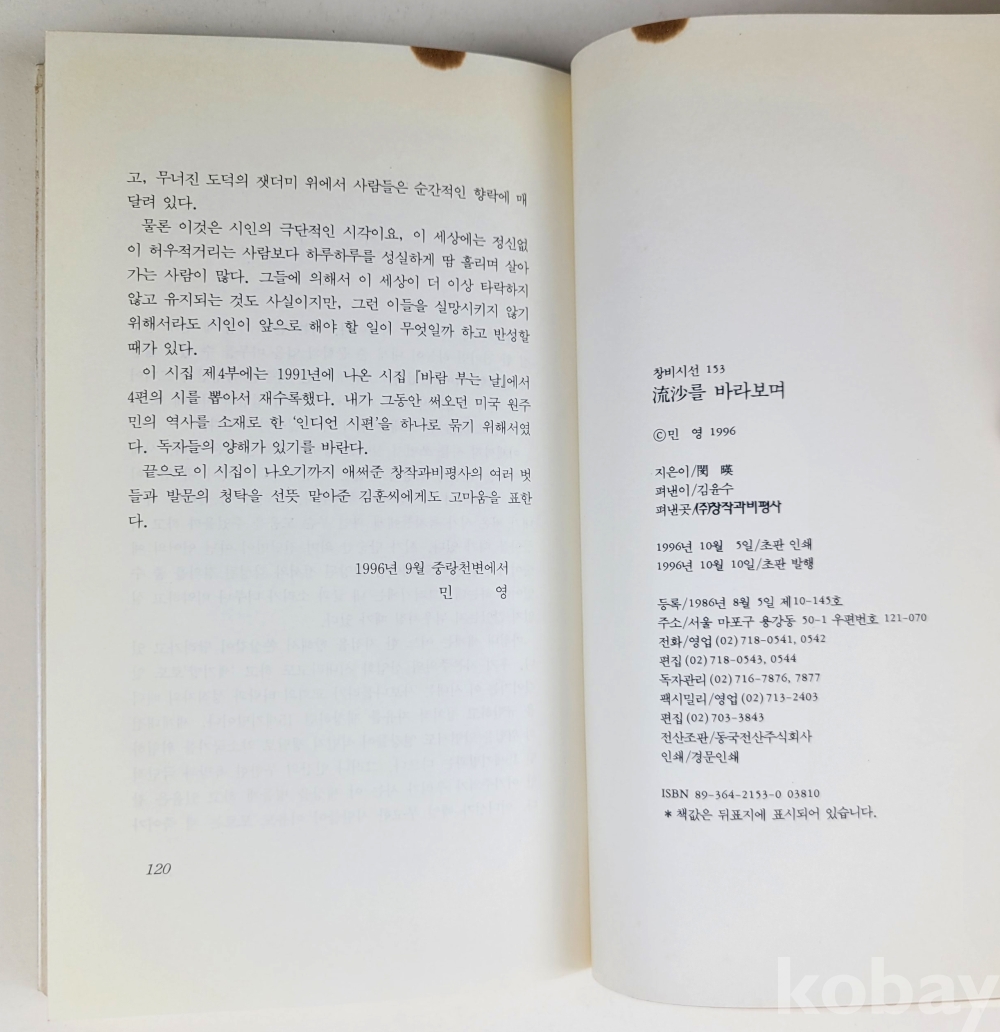 고, 무너진 도덕의 잿더미 위에서 사람들은 순간적인 향락에 매
달려 있다.
물론 이것은 시인의 극단적인 시각이요, 이 세상에는 정신없
이 허우적거리는 사람보다 하루하루를 성실하게 땀 흘리며 살아
가는 사람이 많다. 그들에 의해서 이 세상이 더 이상 타락하지
않고 유지되는 것도 사실이지만, 그런 이들을 실망시키지 않기
위해서라도 시인이 앞으로 해야 할 일이 무엇일까 하고 반성할
때가 있다.
이 시집 제4부에는 1991년에 나온 시집 『바람 부는 날』에서
4편의 시를 뽑아서 재수록했다. 내가 그동안 써오던 미국 원주
민의 역사를 소재로 한 ‘인디언 시편’을 하나로 묶기 위해서였
다. 독자들의 양해가 있기를 바란다.
끝으로 이 시집이 나오기까지 애써준 창작과비평사의 여러 벗
들과 발문의 청탁을 선뜻 맡아준 김훈씨에게도 고마움을 표한
다.
1996년 9월 중랑천변에서
민 영
120
창비시선 153
流沙를 바라보며
ⓒ민 영 1996
지은이/閔 暎
펴낸이/김윤수
펴낸곳/(주)창작과비평사
1996년 10월 5일/초판 인쇄
1996년 10월 10일/초판 발행
등록/1986년 8월 5일 제10-145호
주소/서울 마포구 용강동 50-1 우편번호 121-070
전화/영업 (02) 718-0541, 0542
편집 (02) 718-0543, 0544
독자관리 (02) 716-7876, 7877
팩시밀리/영업 (02) 713-2403
편집 (02) 703-3843
전산조판/동국전산주식회사
인쇄/경문인쇄
ISBN 89-364-2153-0 03810
* 책값은 뒤표지에 표시되어 있습니다.
kobay